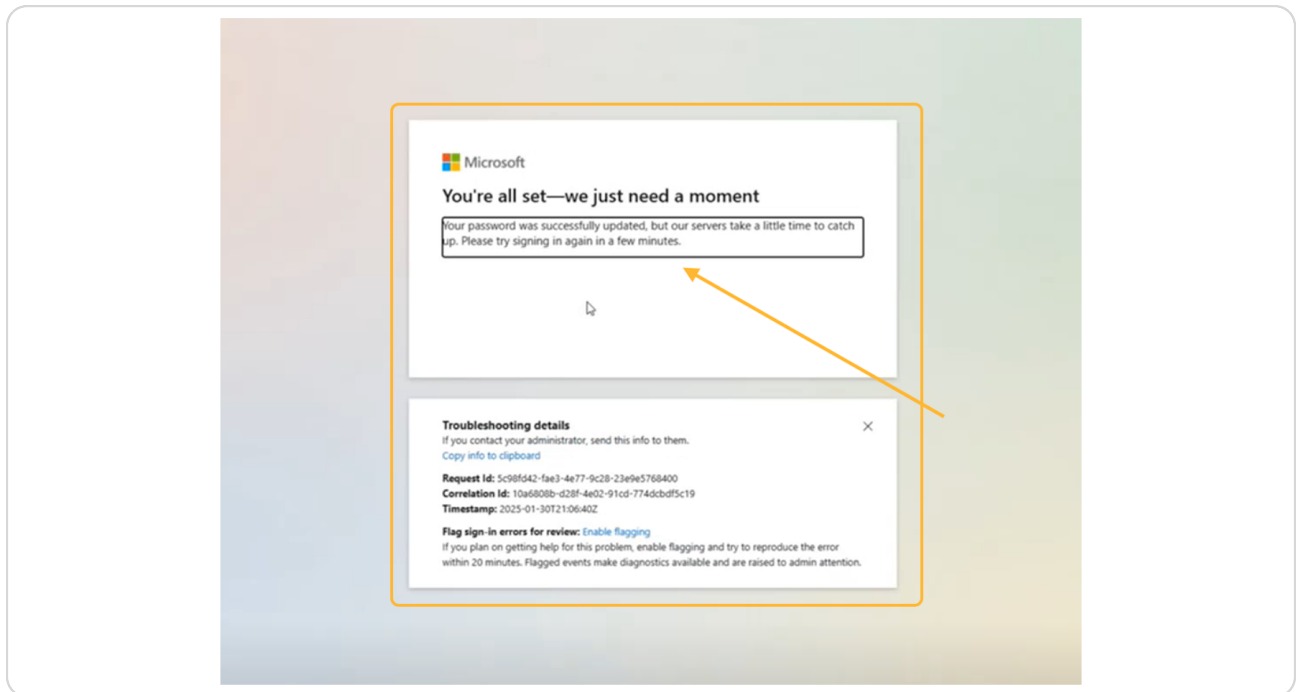 Microsoft
You're all set—we just need a moment
Your password was successfully updated, but our servers take a little time to catch
up. Please try signing in again in a few minutes.
Troubleshooting details
If you contact your administrator, send this info to them.
Copy info to clipboard
Request Id: 5c98fd42-fae3-4e77-9c28-23e9e5768400
Correlation Id: 10a6808b-d28f-4e02-91cd-774dcbdf5c19
Timestamp: 2025-01-30T21:06:40Z
Flag sign-in errors for review: Enable flagging
If you plan on getting help for this problem, enable flagging and try to reproduce the error
within 20 minutes. Flagged events make diagnostics available and are raised to admin attention.